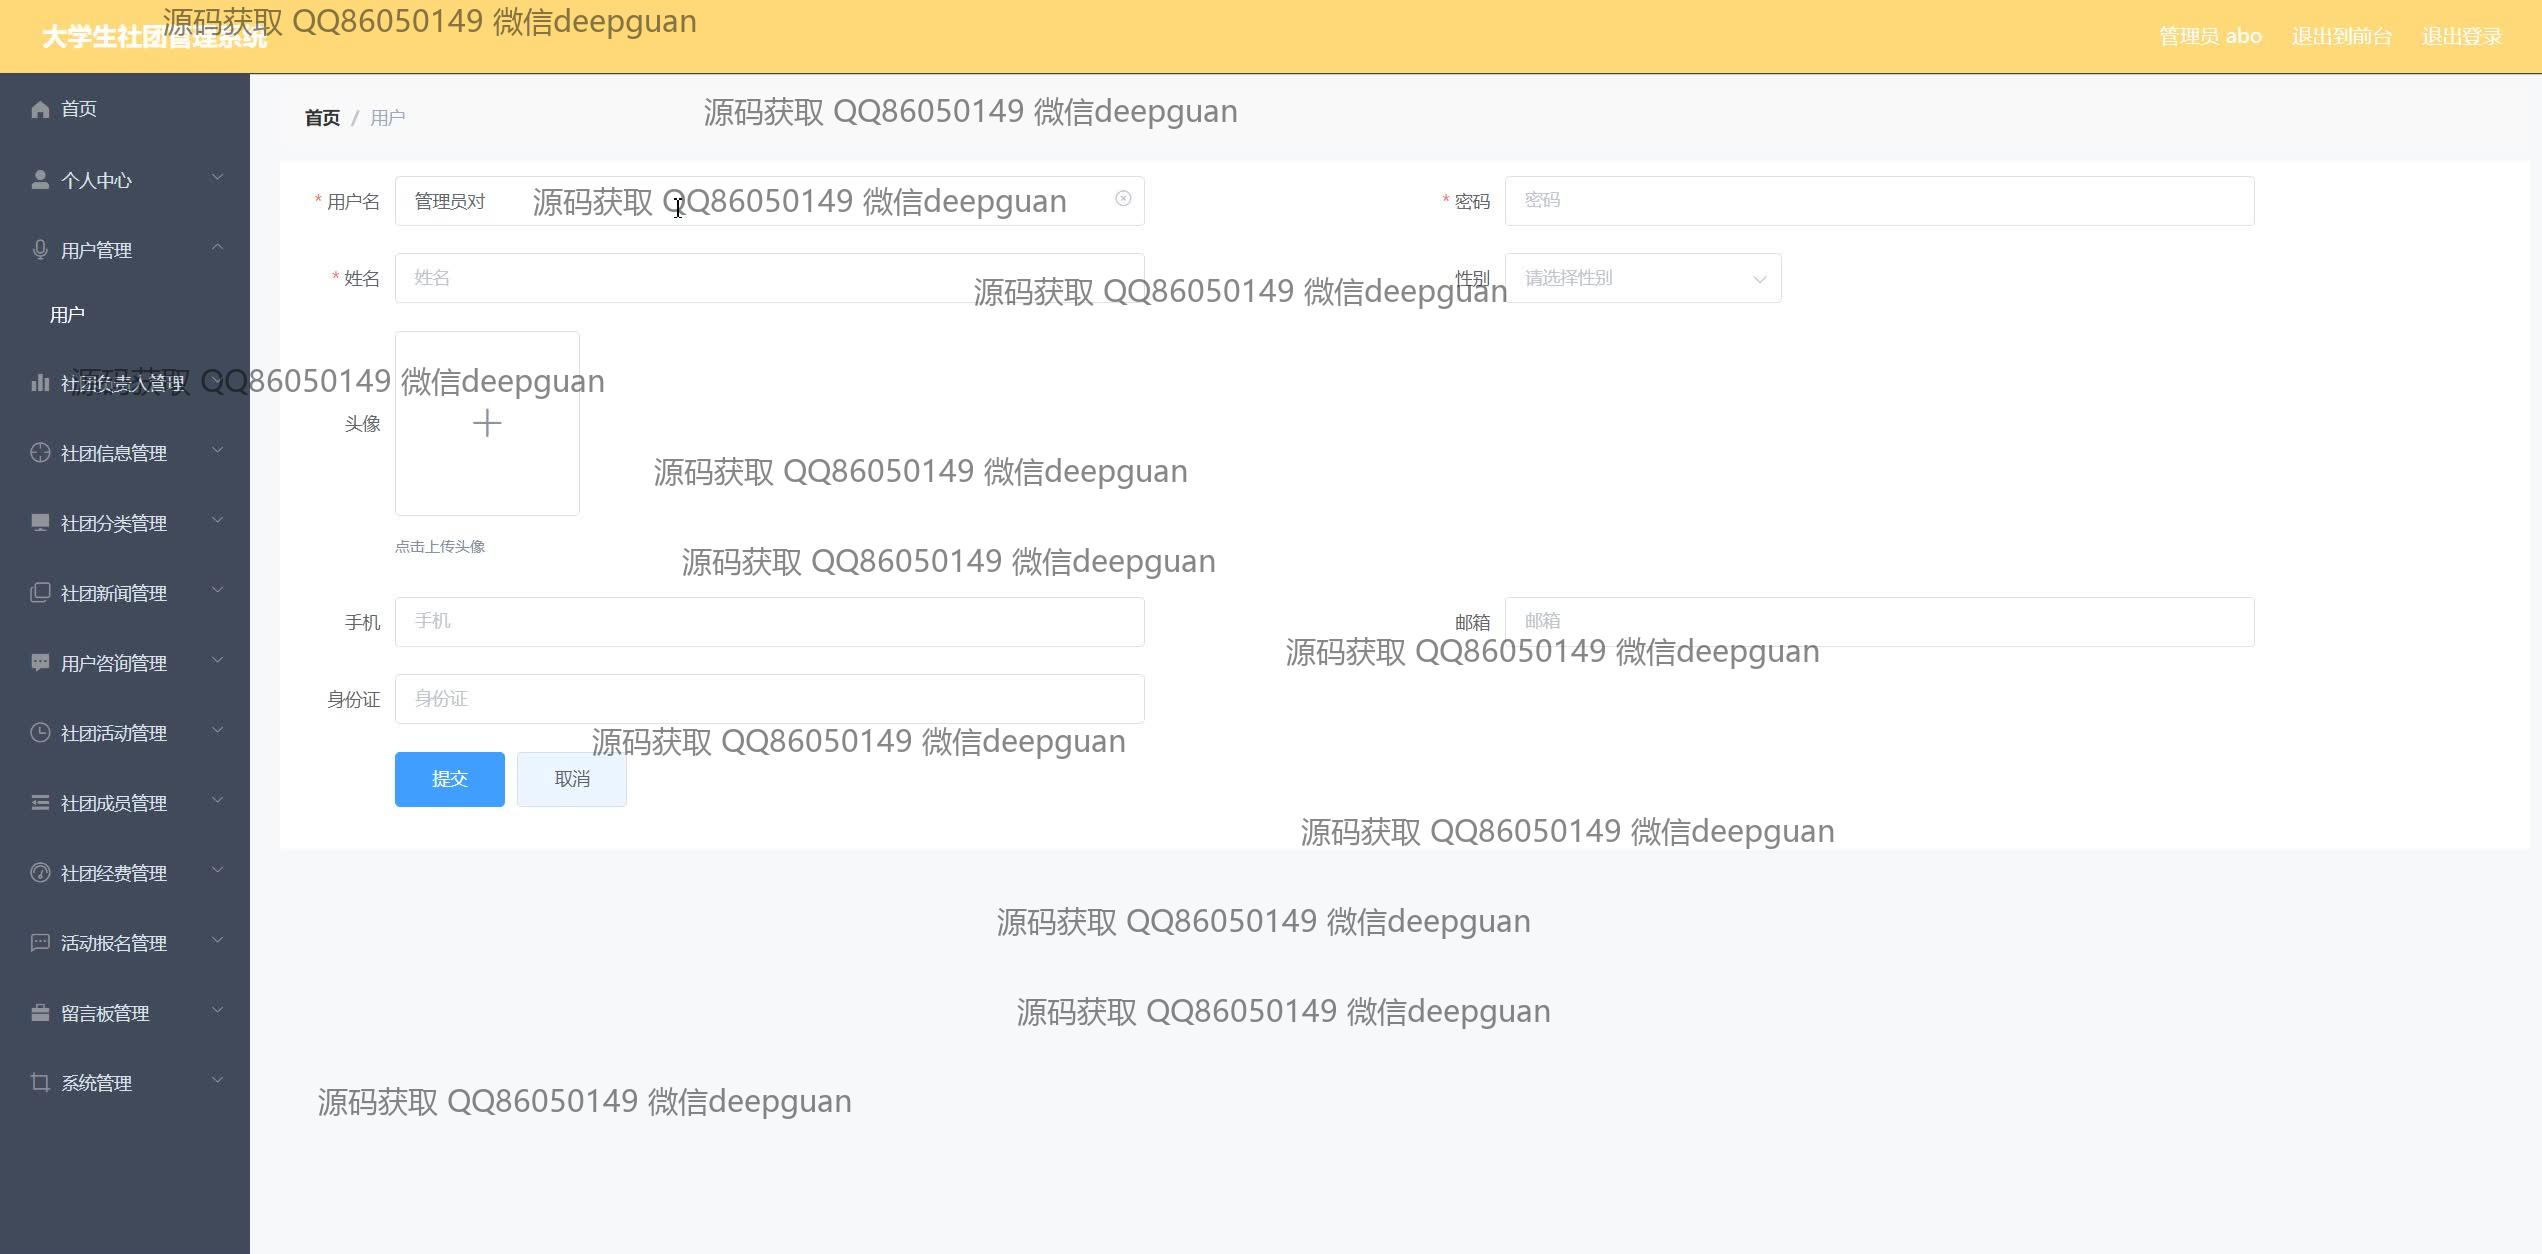 源码获取 QQ86050149 微信deepguan
大学生社团管理系统
管理员 abo 退出到前台 退出登录
首页
个人中心
用户管理
用户
社团负责人管理
社团信息管理
社团分类管理
社团新闻管理
用户咨询管理
社团活动管理
社团成员管理
社团经费管理
活动报名管理
留言板管理
系统管理
首页 / 用户
源码获取 QQ86050149 微信deepguan
* 用户名 管理员对
源码获取 QQ86050149 微信deepguan
* 密码 密码
* 姓名 姓名
性别 请选择性别
源码获取 QQ86050149 微信deepguan
源码获取 QQ86050149 微信deepguan
头像
源码获取 QQ86050149 微信deepguan
点击上传头像
源码获取 QQ86050149 微信deepguan
手机 手机
邮箱 邮箱
源码获取 QQ86050149 微信deepguan
身份证 身份证
源码获取 QQ86050149 微信deepguan
提交 取消
源码获取 QQ86050149 微信deepguan
源码获取 QQ86050149 微信deepguan
源码获取 QQ86050149 微信deepguan
源码获取 QQ86050149 微信deepguan